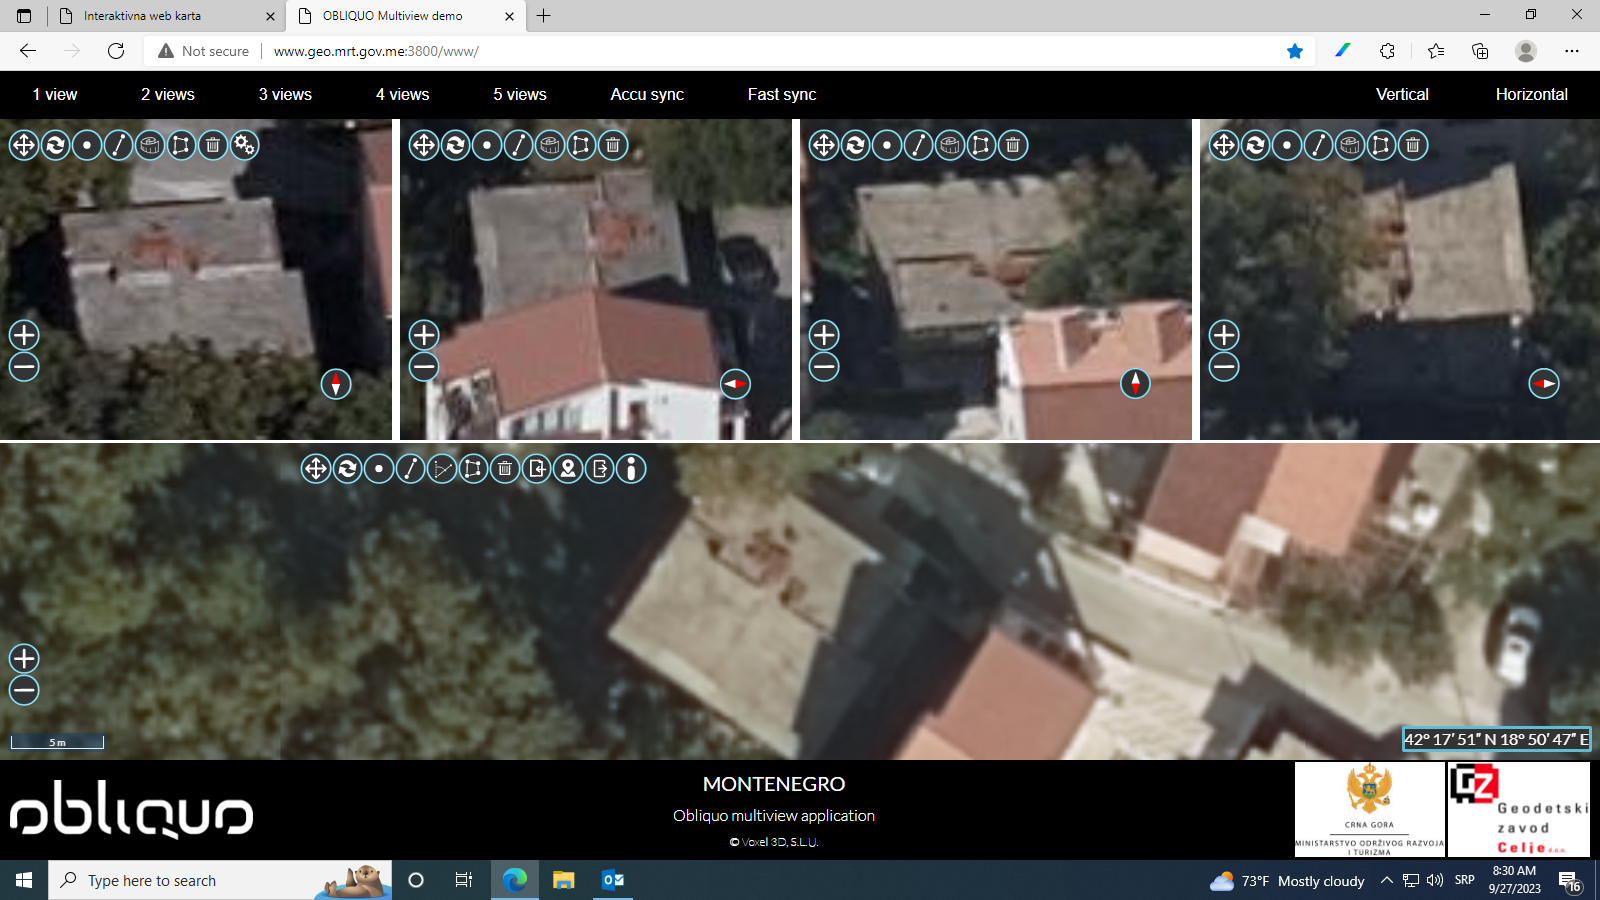 Interaktivna web karta
OBLIQUO Multiview demo
Not secure
www.geo.mrt.gov.me:3800/www/
1 view
2 views
3 views
4 views
5 views
Accu sync
Fast sync
Vertical
Horizontal
5 m
42° 17′ 51″ N 18° 50′ 47″ E
obliquo
MONTENEGRO
Obliquo multiview application
© Voxel 3D, S.L.U.
CRNA GORA
MINISTARSTVO ODRŽIVOG RAZVOJA
I TURIZMA
GZ
Geodetski
zavod
Celje d.o.o.
Type here to search
73°F Mostly cloudy
SRP
8:30 AM
9/27/2023
16